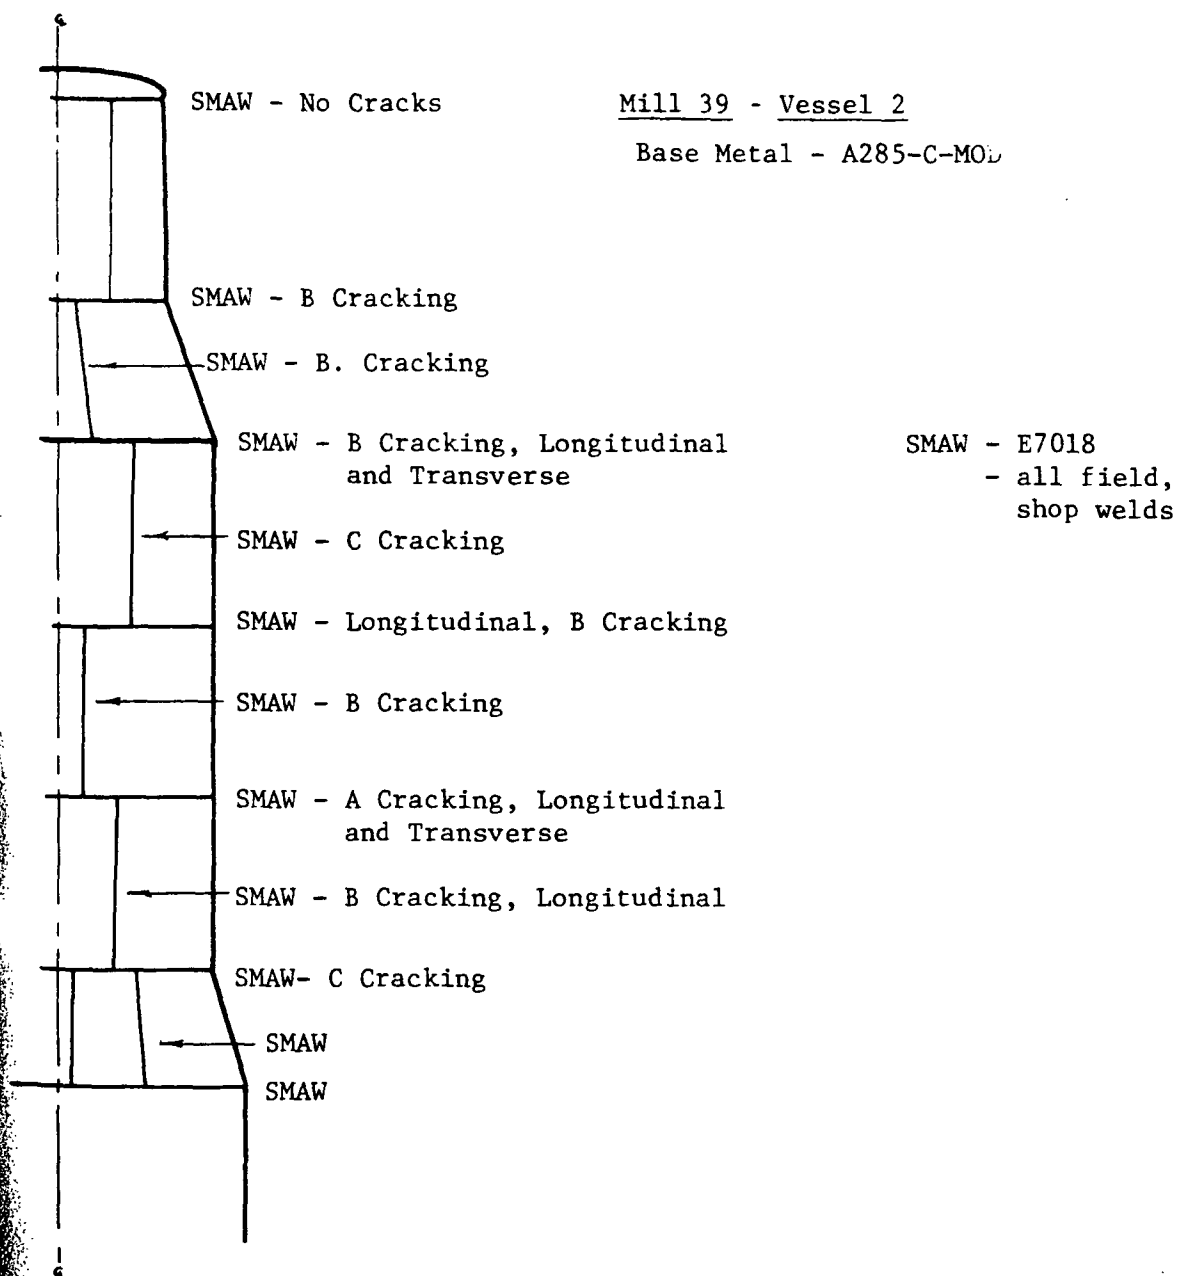 SMAW - No Cracks
Mill 39 - Vessel 2
Base Metal - A285-C-MOD
SMAW - B Cracking
SMAW - B. Cracking
SMAW - B Cracking, Longitudinal
and Transverse
SMAW - E7018
- all field,
shop welds
SMAW - C Cracking
SMAW - Longitudinal, B Cracking
SMAW - B Cracking
SMAW - A Cracking, Longitudinal
and Transverse
SMAW - B Cracking, Longitudinal
SMAW- C Cracking
SMAW
SMAW